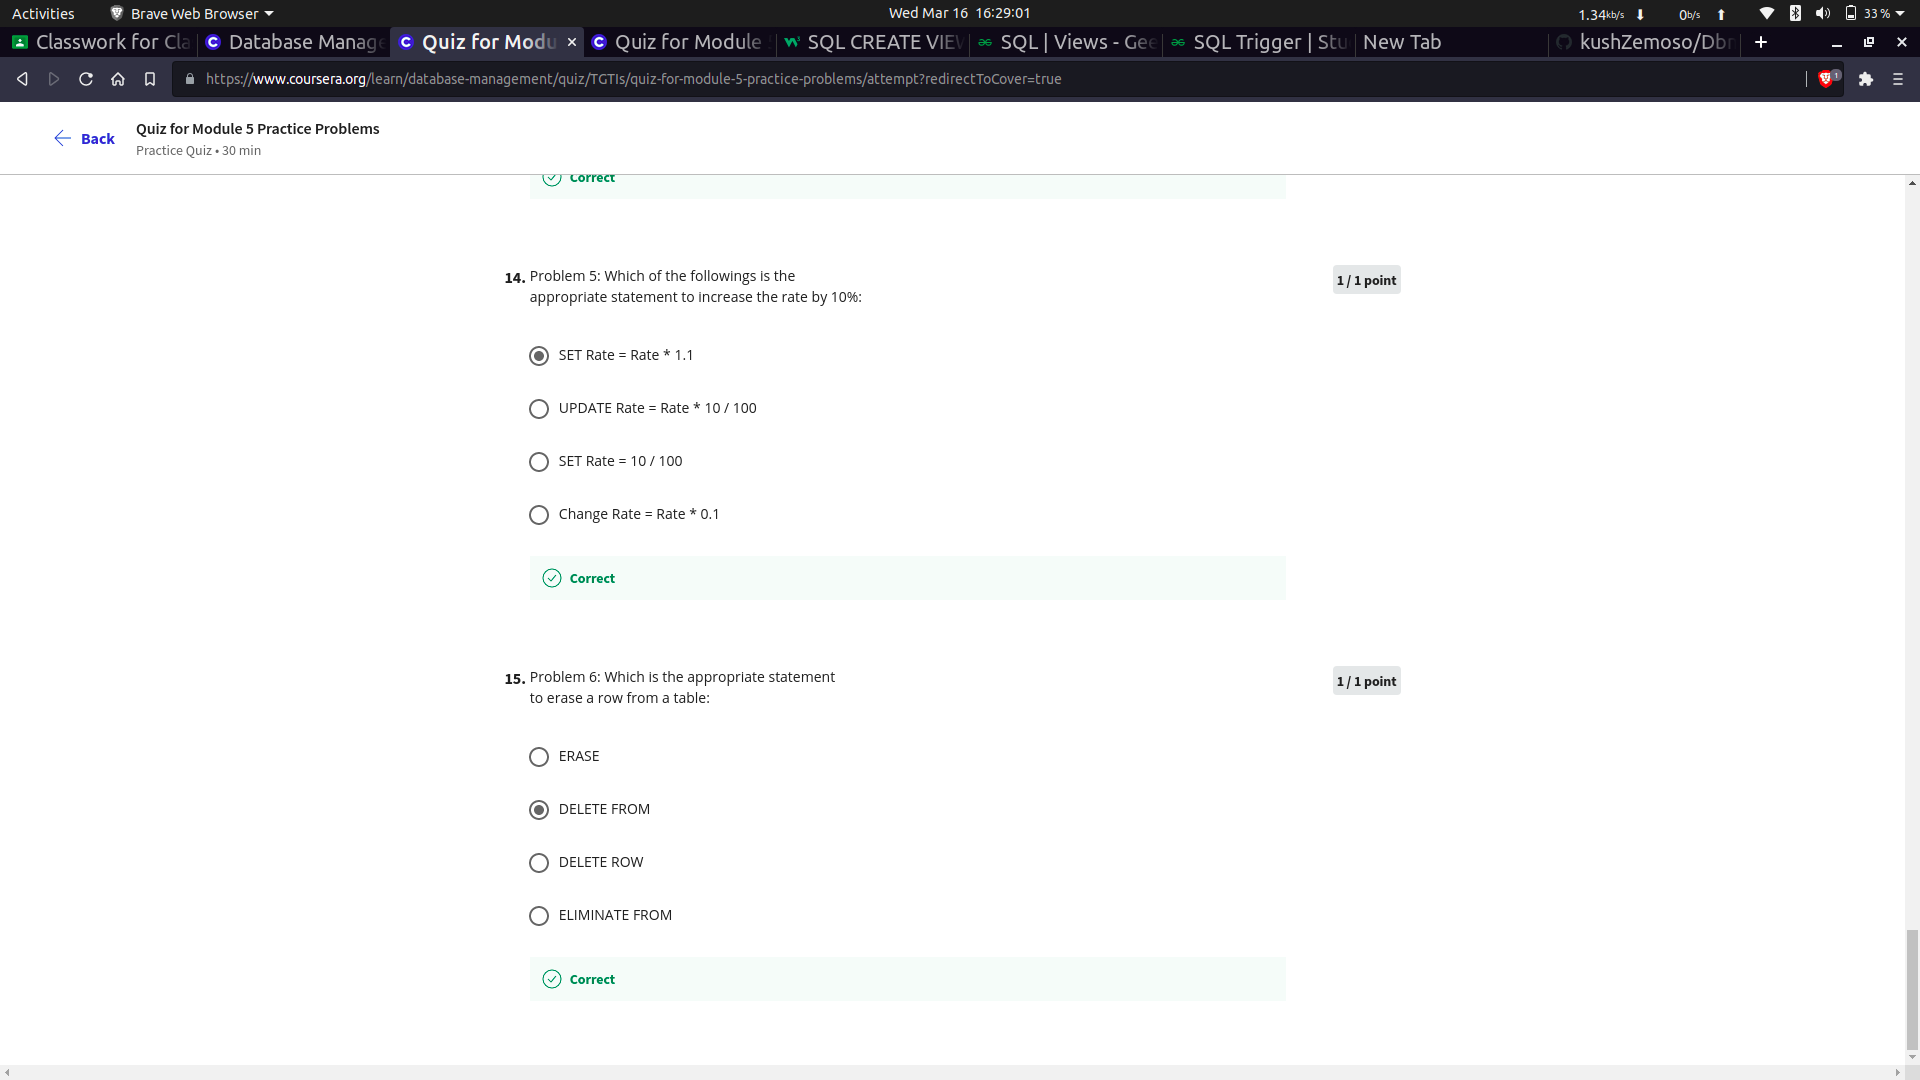 Activities
Brave Web Browser
Wed Mar 16 16:29:01
1.34kb/s
0b/s
33 %
Classwork for Cla
Database Manage
Quiz for Modu
Quiz for Module
SQL CREATE VIEW
SQL | Views - Gee
SQL Trigger | Stu
New Tab
kushZemoso/Dbm
https://www.coursera.org/learn/database-management/quiz/TGTIs/quiz-for-module-5-practice-problems/attempt?redirectToCover=true
1
Back
Quiz for Module 5 Practice Problems
Practice Quiz • 30 min
Correct
14. Problem 5: Which of the followings is the
appropriate statement to increase the rate by 10%:
1 / 1 point
SET Rate = Rate * 1.1
UPDATE Rate = Rate * 10 / 100
SET Rate = 10 / 100
Change Rate = Rate * 0.1
Correct
15. Problem 6: Which is the appropriate statement
to erase a row from a table:
1 / 1 point
ERASE
DELETE FROM
DELETE ROW
ELIMINATE FROM
Correct